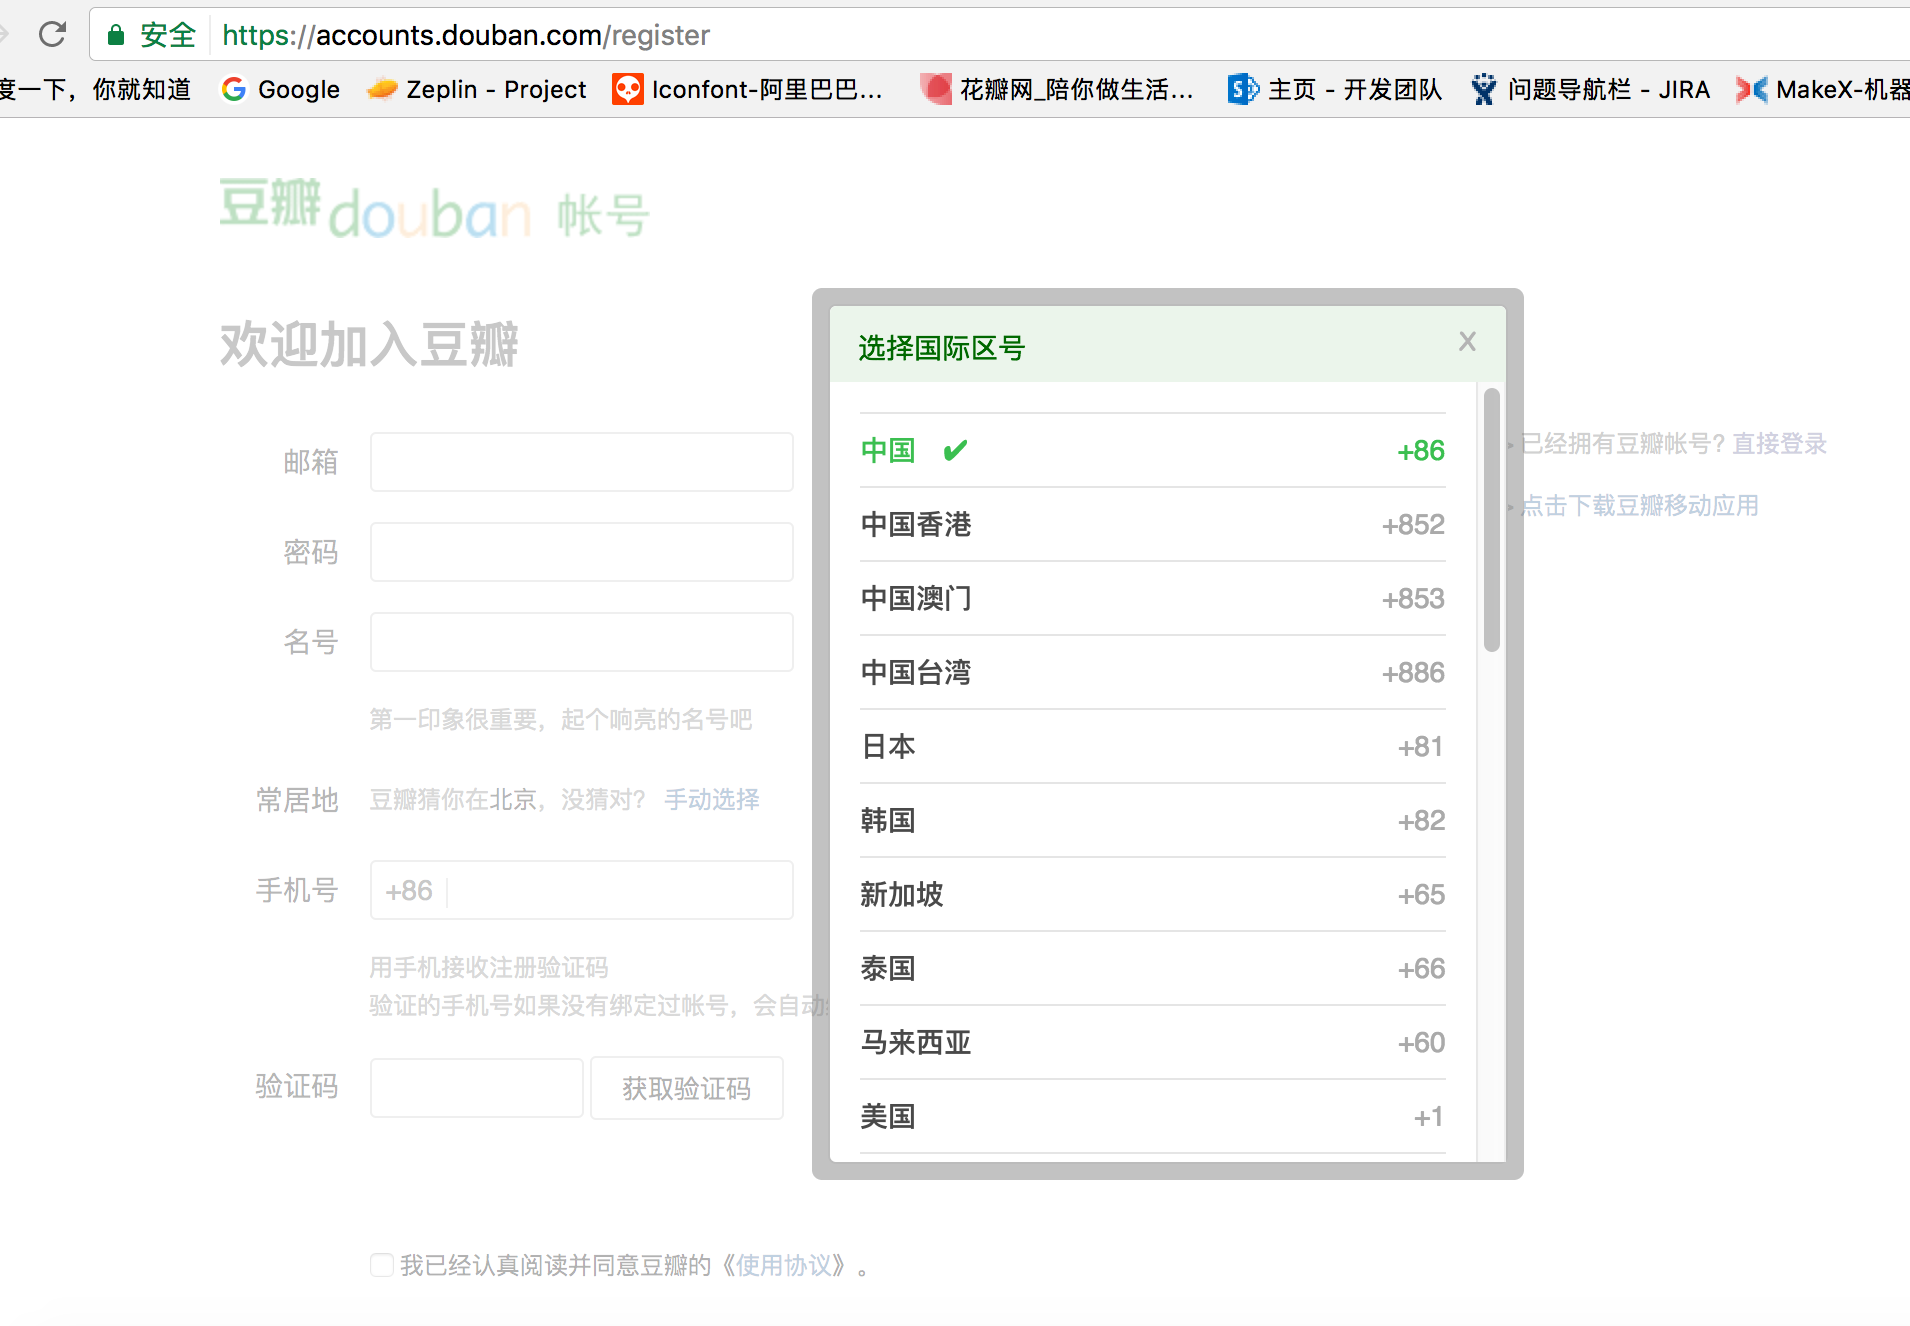 安全 https://accounts.douban.com/register
度一下，你就知道 Google Zeplin - Project Iconfont-阿里巴巴... 花瓣网_陪你做生活... 主页 - 开发团队 问题导航栏 - JIRA MakeX-机器
豆瓣douban 帐号
欢迎加入豆瓣
邮箱
密码
名号
第一印象很重要，起个响亮的名号吧
常居地 豆瓣猜你在北京，没猜对？ 手动选择
手机号 +86
用手机接收注册验证码
验证的手机号如果没有绑定过帐号，会自动
验证码 获取验证码
我已经认真阅读并同意豆瓣的《使用协议》。
选择国际区号 X
中国 ✔ +86
中国香港 +852
中国澳门 +853
中国台湾 +886
日本 +81
韩国 +82
新加坡 +65
泰国 +66
马来西亚 +60
美国 +1
已经拥有豆瓣帐号? 直接登录
点击下载豆瓣移动应用